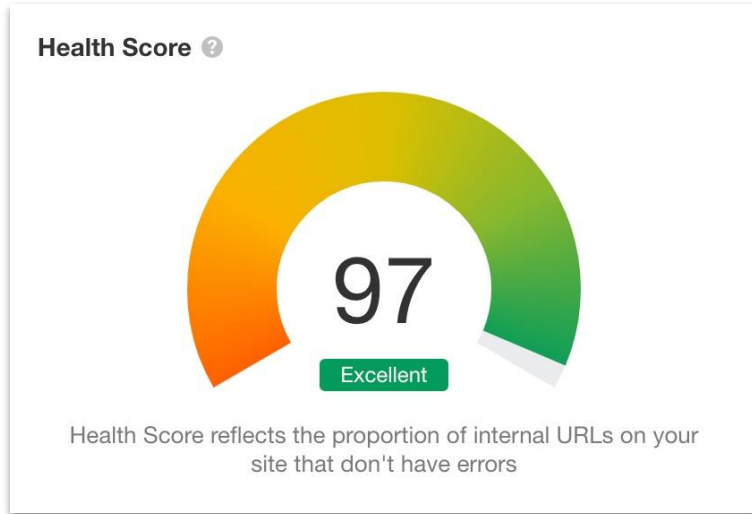 Health Score ?
97
Excellent
Health Score reflects the proportion of internal URLs on your
site that don't have errors